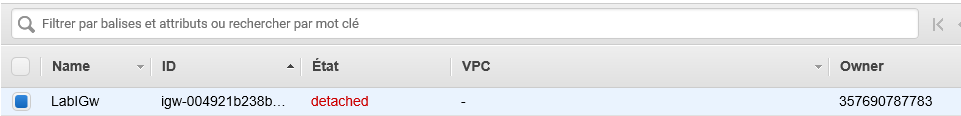 Filtrer par balises et attributs ou rechercher par mot clé
Name ID État VPC Owner
LabIGw igw-004921b238b... detached - 357690787783